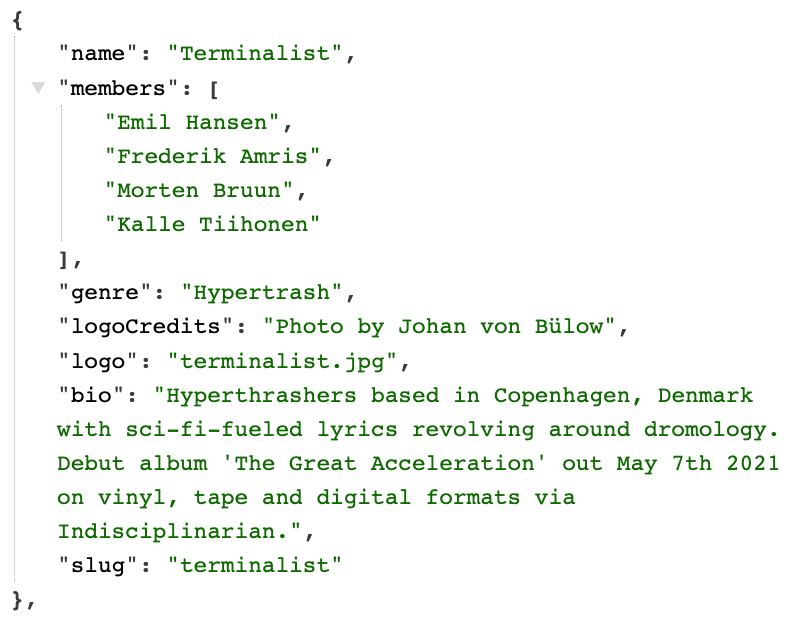 {
"name": "Terminalist",
"members": [
"Emil Hansen",
"Frederik Amris",
"Morten Bruun",
"Kalle Tiihonen"
],
"genre": "Hypertrash",
"logoCredits": "Photo by Johan von Bülow",
"logo": "terminalist.jpg",
"bio": "Hyperthrashers based in Copenhagen, Denmark
with sci-fi-fueled lyrics revolving around dromology.
Debut album 'The Great Acceleration' out May 7th 2021
on vinyl, tape and digital formats via
Indisciplinarian.",
"slug": "terminalist"
},